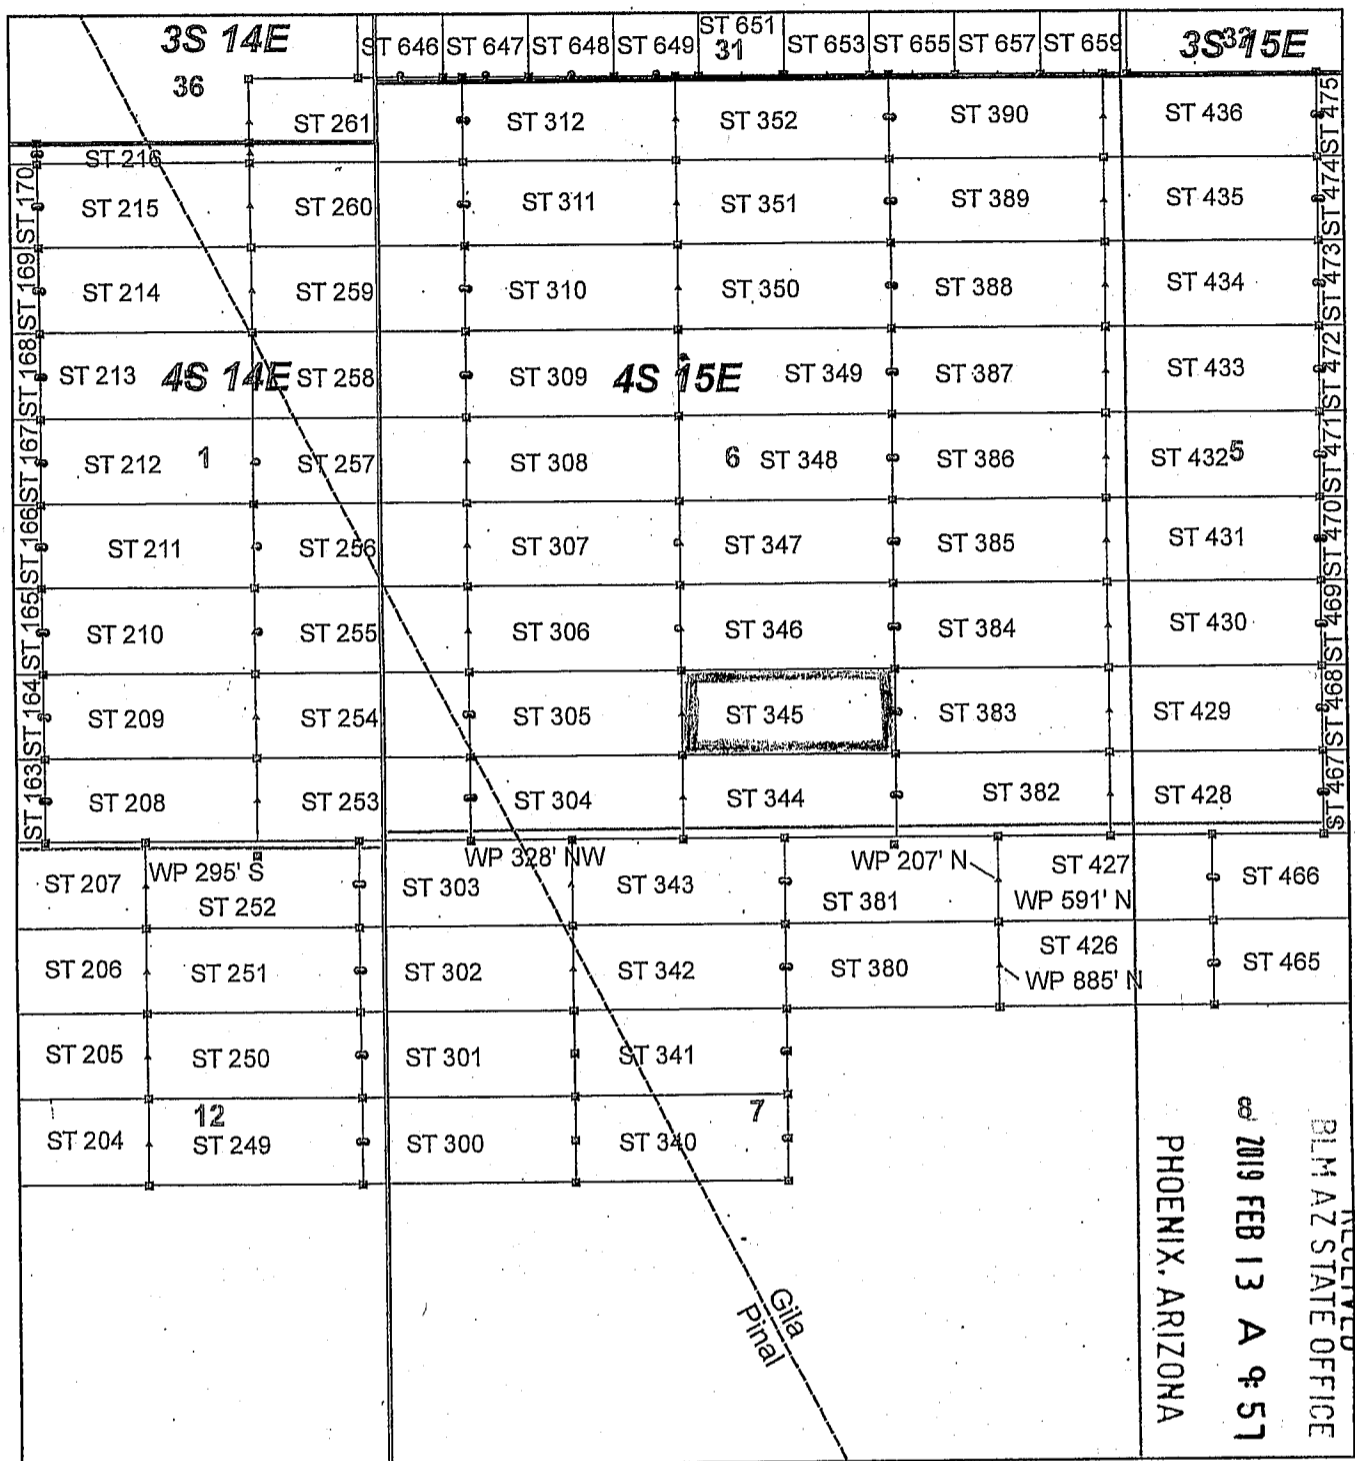 3S 14E
ST 646 ST 647 ST 648 ST 649 ST 651 ST 653 ST 655 ST 657 ST 659
31
3S 15E
32
36
ST 261 ST 312 ST 352 ST 390 ST 436 ST 475
ST 216
ST 170 ST 215 ST 260 ST 311 ST 351 ST 389 ST 435 ST 474
ST 169 ST 214 ST 259 ST 310 ST 350 ST 388 ST 434 ST 473
ST 168 ST 213 4S 14E ST 258 ST 309 4S 15E ST 349 ST 387 ST 433 ST 472
ST 167 ST 212 1 ST 257 ST 308 6 ST 348 ST 386 ST 432 5 ST 471
ST 166 ST 211 ST 256 ST 307 ST 347 ST 385 ST 431 ST 470
ST 165 ST 210 ST 255 ST 306 ST 346 ST 384 ST 430 ST 469
ST 164 ST 209 ST 254 ST 305 ST 345 ST 383 ST 429 ST 468
ST 163 ST 208 ST 253 ST 304 ST 344 ST 382 ST 428 ST 467
WP 295' S WP 328' NW WP 207' N ST 427
ST 207 ST 252 ST 303 ST 343 ST 381 WP 591' N ST 466
ST 426
ST 206 ST 251 ST 302 ST 342 ST 380 WP 885' N ST 465
ST 205 ST 250 ST 301 ST 341
12 7
ST 204 ST 249 ST 300 ST 340
Gila
Pinal
RECEIVED
BLM AZ STATE OFFICE
2019 FEB 13 A 9:57
PHOENIX, ARIZONA